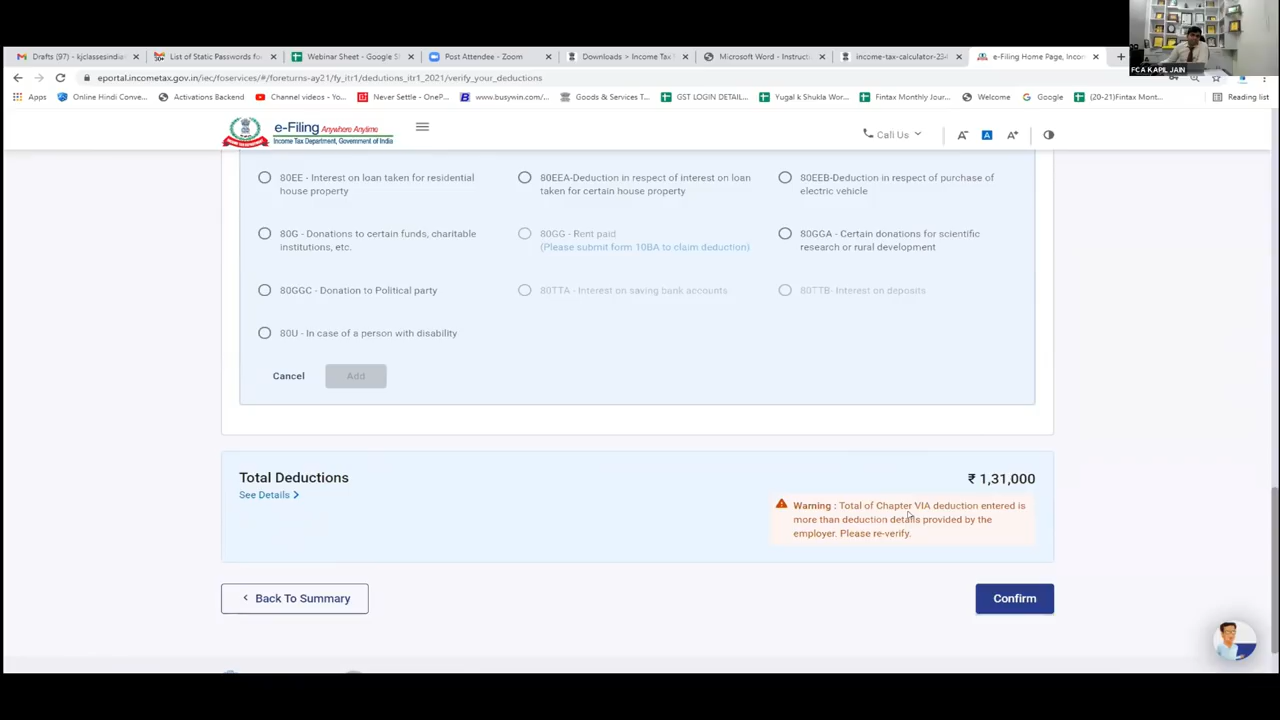 Drafts (97) - kjclassesindia
List of Static Passwords fo
Webinar Sheet - Google S
Post Attendee - Zoom
Downloads > Income Tax
Microsoft Word - Instruct
income-tax-calculator-234
e-Filing Home Page, Incom
FCA KAPIL JAIN
eportal.incometax.gov.in/iec/foservices/#/foreturns-ay21/fy_itr1/dedutions_itr1_2021/verify_your_deductions
Apps
Online Hindi Conve...
Activations Backend
Channel videos - Yo...
Never Settle - OneP...
www.busywin.com/...
Goods & Services T...
GST LOGIN DETAIL...
Yugal k Shukla Wor...
Fintax Monthly Jour...
Welcome
Google
(20-21)Fintax Mont...
Reading list
e-Filing Anywhere Anytime
Income Tax Department, Government of India
Call Us
A-
A
A+
80EE - Interest on loan taken for residential
house property
80EEA-Deduction in respect of interest on loan
taken for certain house property
80EEB-Deduction in respect of purchase of
electric vehicle
80G - Donations to certain funds, charitable
institutions, etc.
80GG - Rent paid
(Please submit form 10BA to claim deduction)
80GGA - Certain donations for scientific
research or rural development
80GGC - Donation to Political party
80TTA - Interest on saving bank accounts
80TTB- Interest on deposits
80U - In case of a person with disability
Cancel
Add
Total Deductions
₹ 1,31,000
See Details >
Warning : Total of Chapter VIA deduction entered is
more than deduction details provided by the
employer. Please re-verify.
< Back To Summary
Confirm